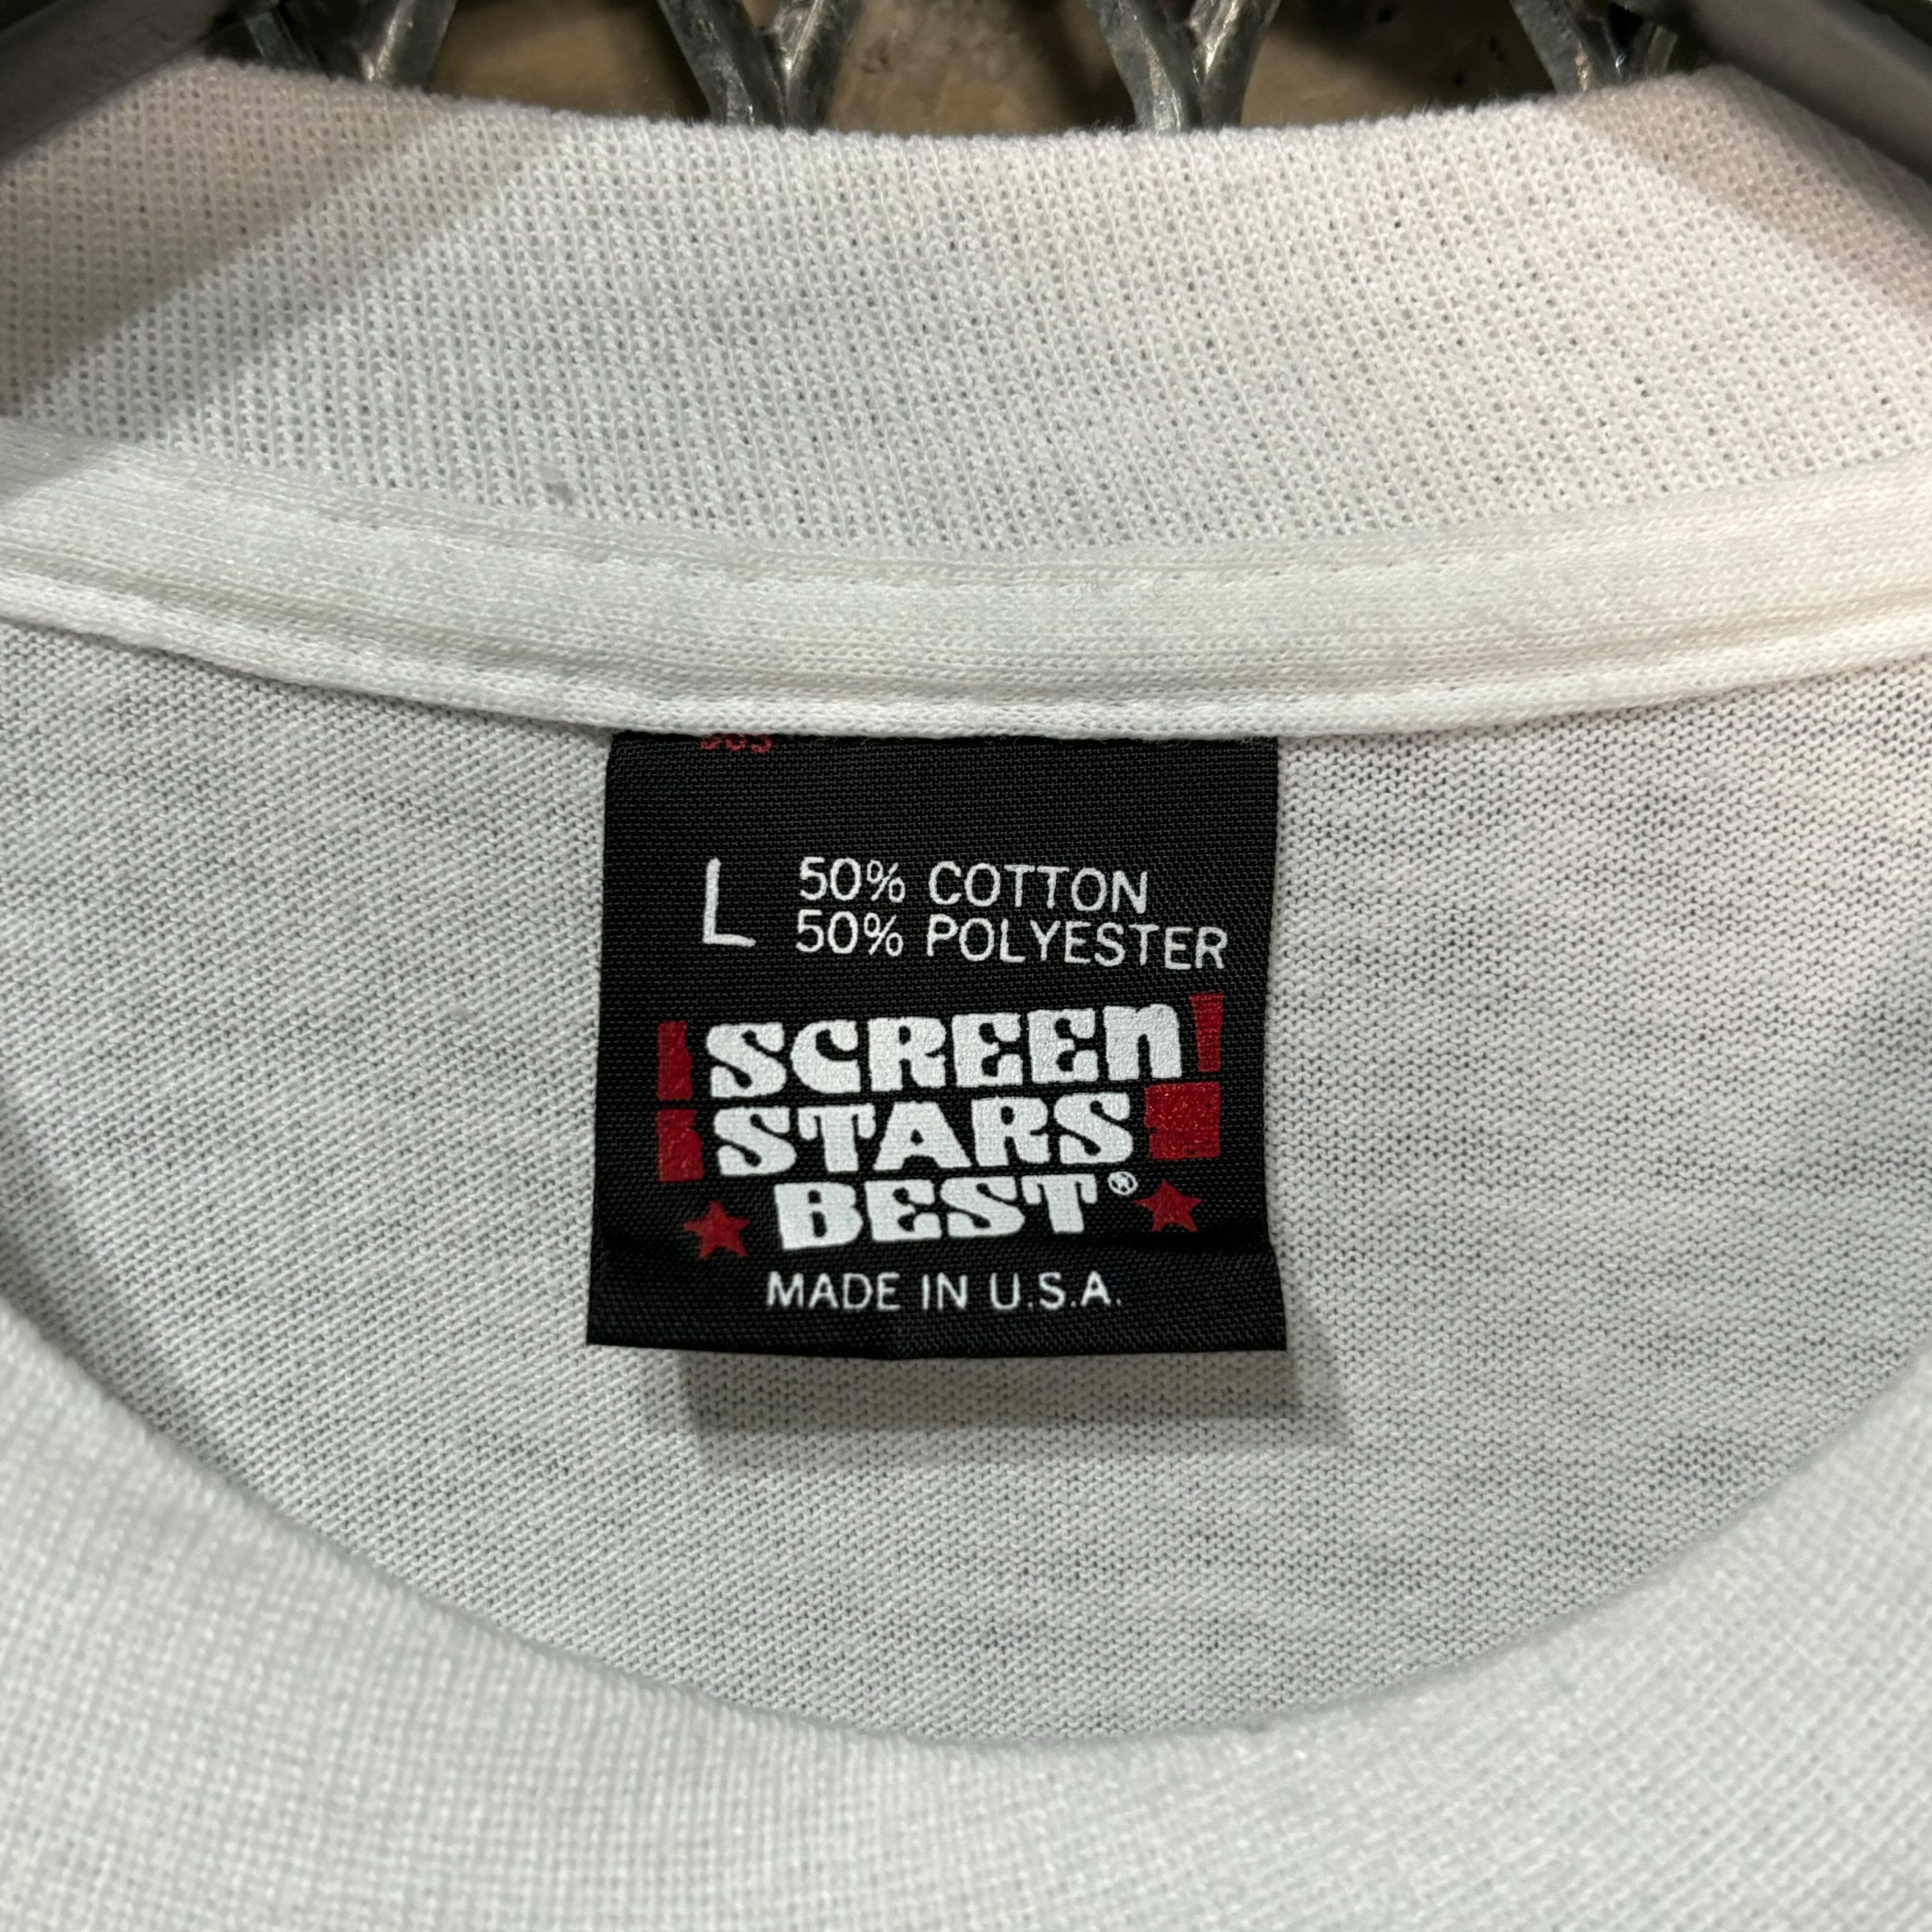 L 50% COTTON
50% POLYESTER
SCREEN
STARS
BEST®
MADE IN U.S.A.